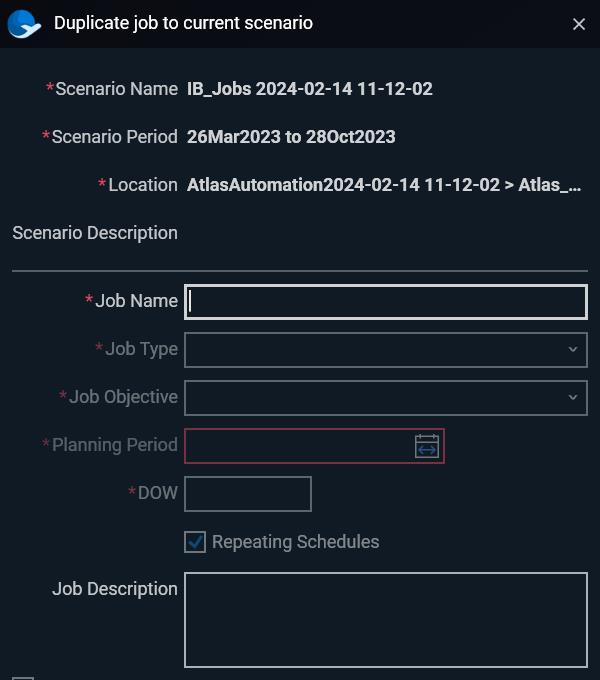 Duplicate job to current scenario
*Scenario Name IB_Jobs 2024-02-14 11-12-02
*Scenario Period 26Mar2023 to 28Oct2023
*Location AtlasAutomation2024-02-14 11-12-02 > Atlas_...
Scenario Description
*Job Name
*Job Type
*Job Objective
*Planning Period
*DOW
Repeating Schedules
Job Description